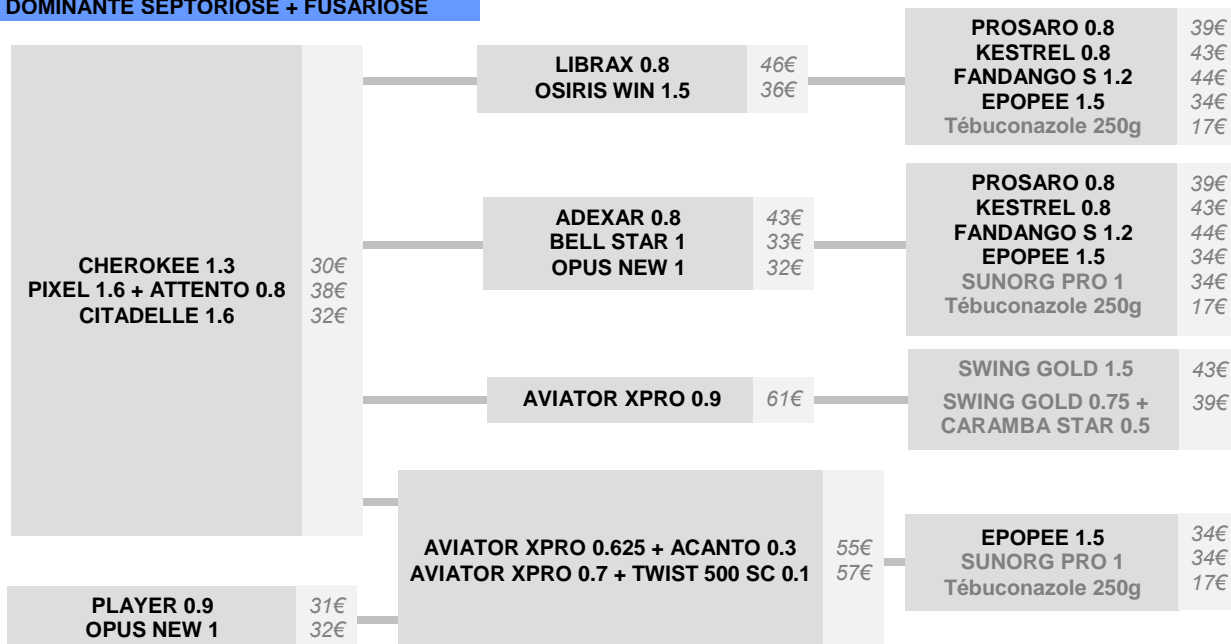 DOMINANTE SEPTORIOSE + FUSARIOSE
CHEROKEE 1.3 30€
PIXEL 1.6 + ATTENTO 0.8 38€
CITADELLE 1.6 32€
LIBRAX 0.8 46€
OSIRIS WIN 1.5 36€
PROSARO 0.8 39€
KESTREL 0.8 43€
FANDANGO S 1.2 44€
EPOPEE 1.5 34€
Tébuconazole 250g 17€
ADEXAR 0.8 43€
BELL STAR 1 33€
OPUS NEW 1 32€
PROSARO 0.8 39€
KESTREL 0.8 43€
FANDANGO S 1.2 44€
EPOPEE 1.5 34€
SUNORG PRO 1 34€
Tébuconazole 250g 17€
AVIATOR XPRO 0.9 61€
SWING GOLD 1.5 43€
SWING GOLD 0.75 + 39€
CARAMBA STAR 0.5
PLAYER 0.9 31€
OPUS NEW 1 32€
AVIATOR XPRO 0.625 + ACANTO 0.3 55€
AVIATOR XPRO 0.7 + TWIST 500 SC 0.1 57€
EPOPEE 1.5 34€
SUNORG PRO 1 34€
Tébuconazole 250g 17€